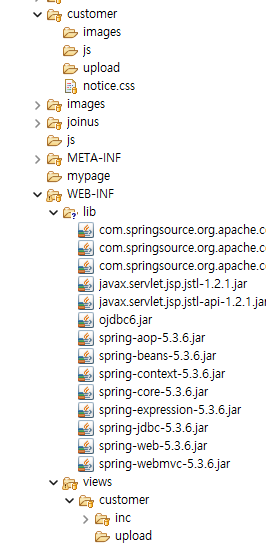 customer
images
js
upload
notice.css
images
joinus
js
META-INF
mypage
WEB-INF
lib
com.springsource.org.apache.c
com.springsource.org.apache.c
com.springsource.org.apache.c
javax.servlet.jsp.jstl-1.2.1.jar
javax.servlet.jsp.jstl-api-1.2.1.jar
ojdbc6.jar
spring-aop-5.3.6.jar
spring-beans-5.3.6.jar
spring-context-5.3.6.jar
spring-core-5.3.6.jar
spring-expression-5.3.6.jar
spring-jdbc-5.3.6.jar
spring-web-5.3.6.jar
spring-webmvc-5.3.6.jar
views
customer
inc
upload